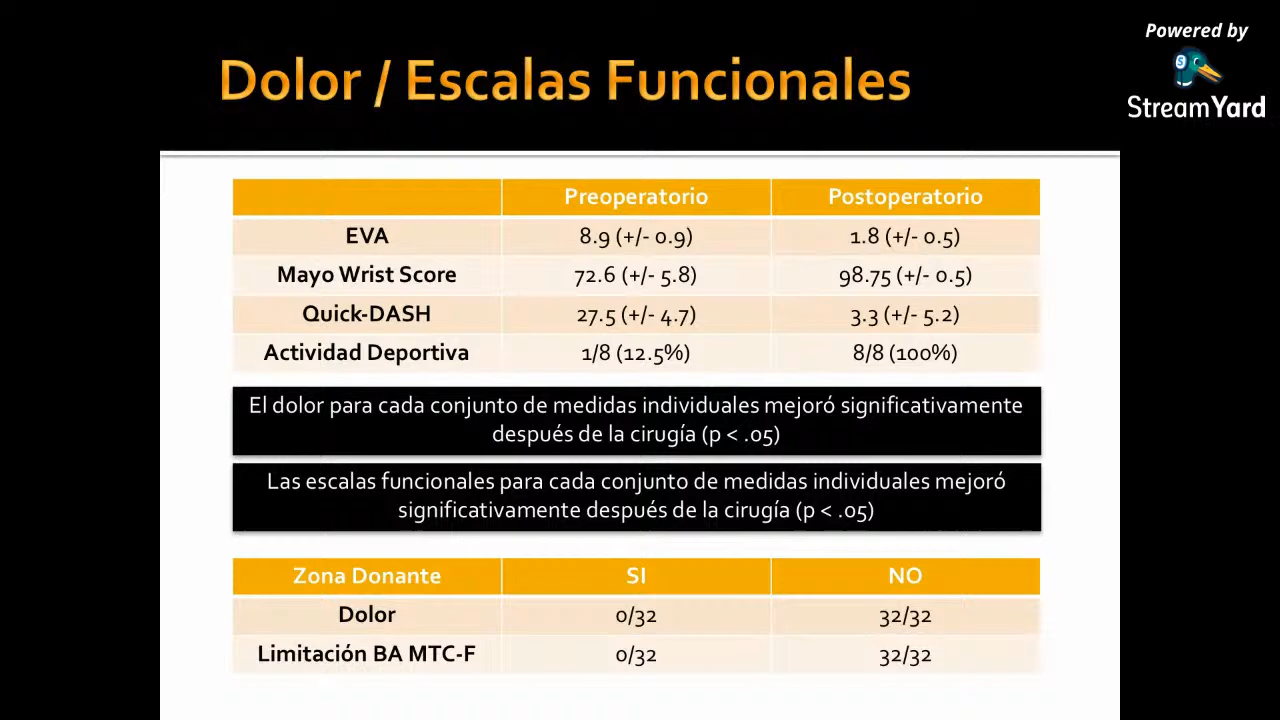 Powered by
StreamYard
Dolor / Escalas Funcionales
Preoperatorio Postoperatorio
EVA 8.9 (+/- 0.9) 1.8 (+/- 0.5)
Mayo Wrist Score 72.6 (+/- 5.8) 98.75 (+/- 0.5)
Quick-DASH 27.5 (+/- 4.7) 3.3 (+/- 5.2)
Actividad Deportiva 1/8 (12.5%) 8/8 (100%)
El dolor para cada conjunto de medidas individuales mejoró significativamente
después de la cirugía (p < .05)
Las escalas funcionales para cada conjunto de medidas individuales mejoró
significativamente después de la cirugía (p < .05)
Zona Donante SI NO
Dolor 0/32 32/32
Limitación BA MTC-F 0/32 32/32